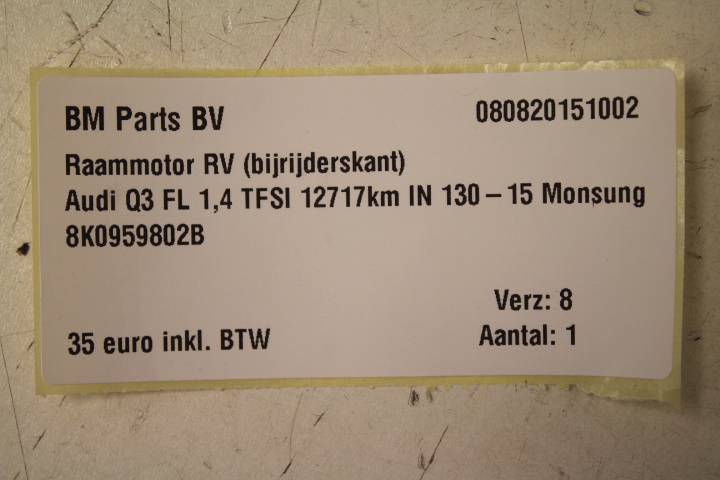 BM Parts BV 080820151002
Raammotor RV (bijrijderskant)
Audi Q3 FL 1,4 TFSI 12717km IN 130 – 15 Monsung
8K0959802B
Verz: 8
35 euro inkl. BTW Aantal: 1